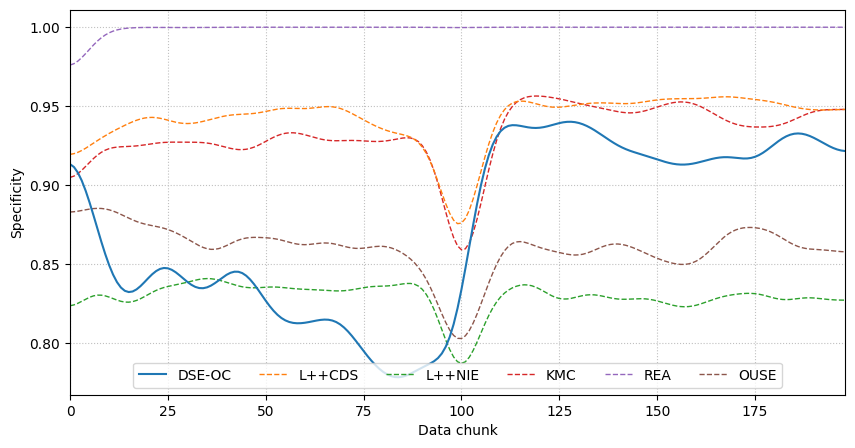 1.00
0.95
0.90
0.85
0.80
Specificity
DSE-OC L++CDS L++NIE KMC REA OUSE
0 25 50 75 100 125 150 175
Data chunk